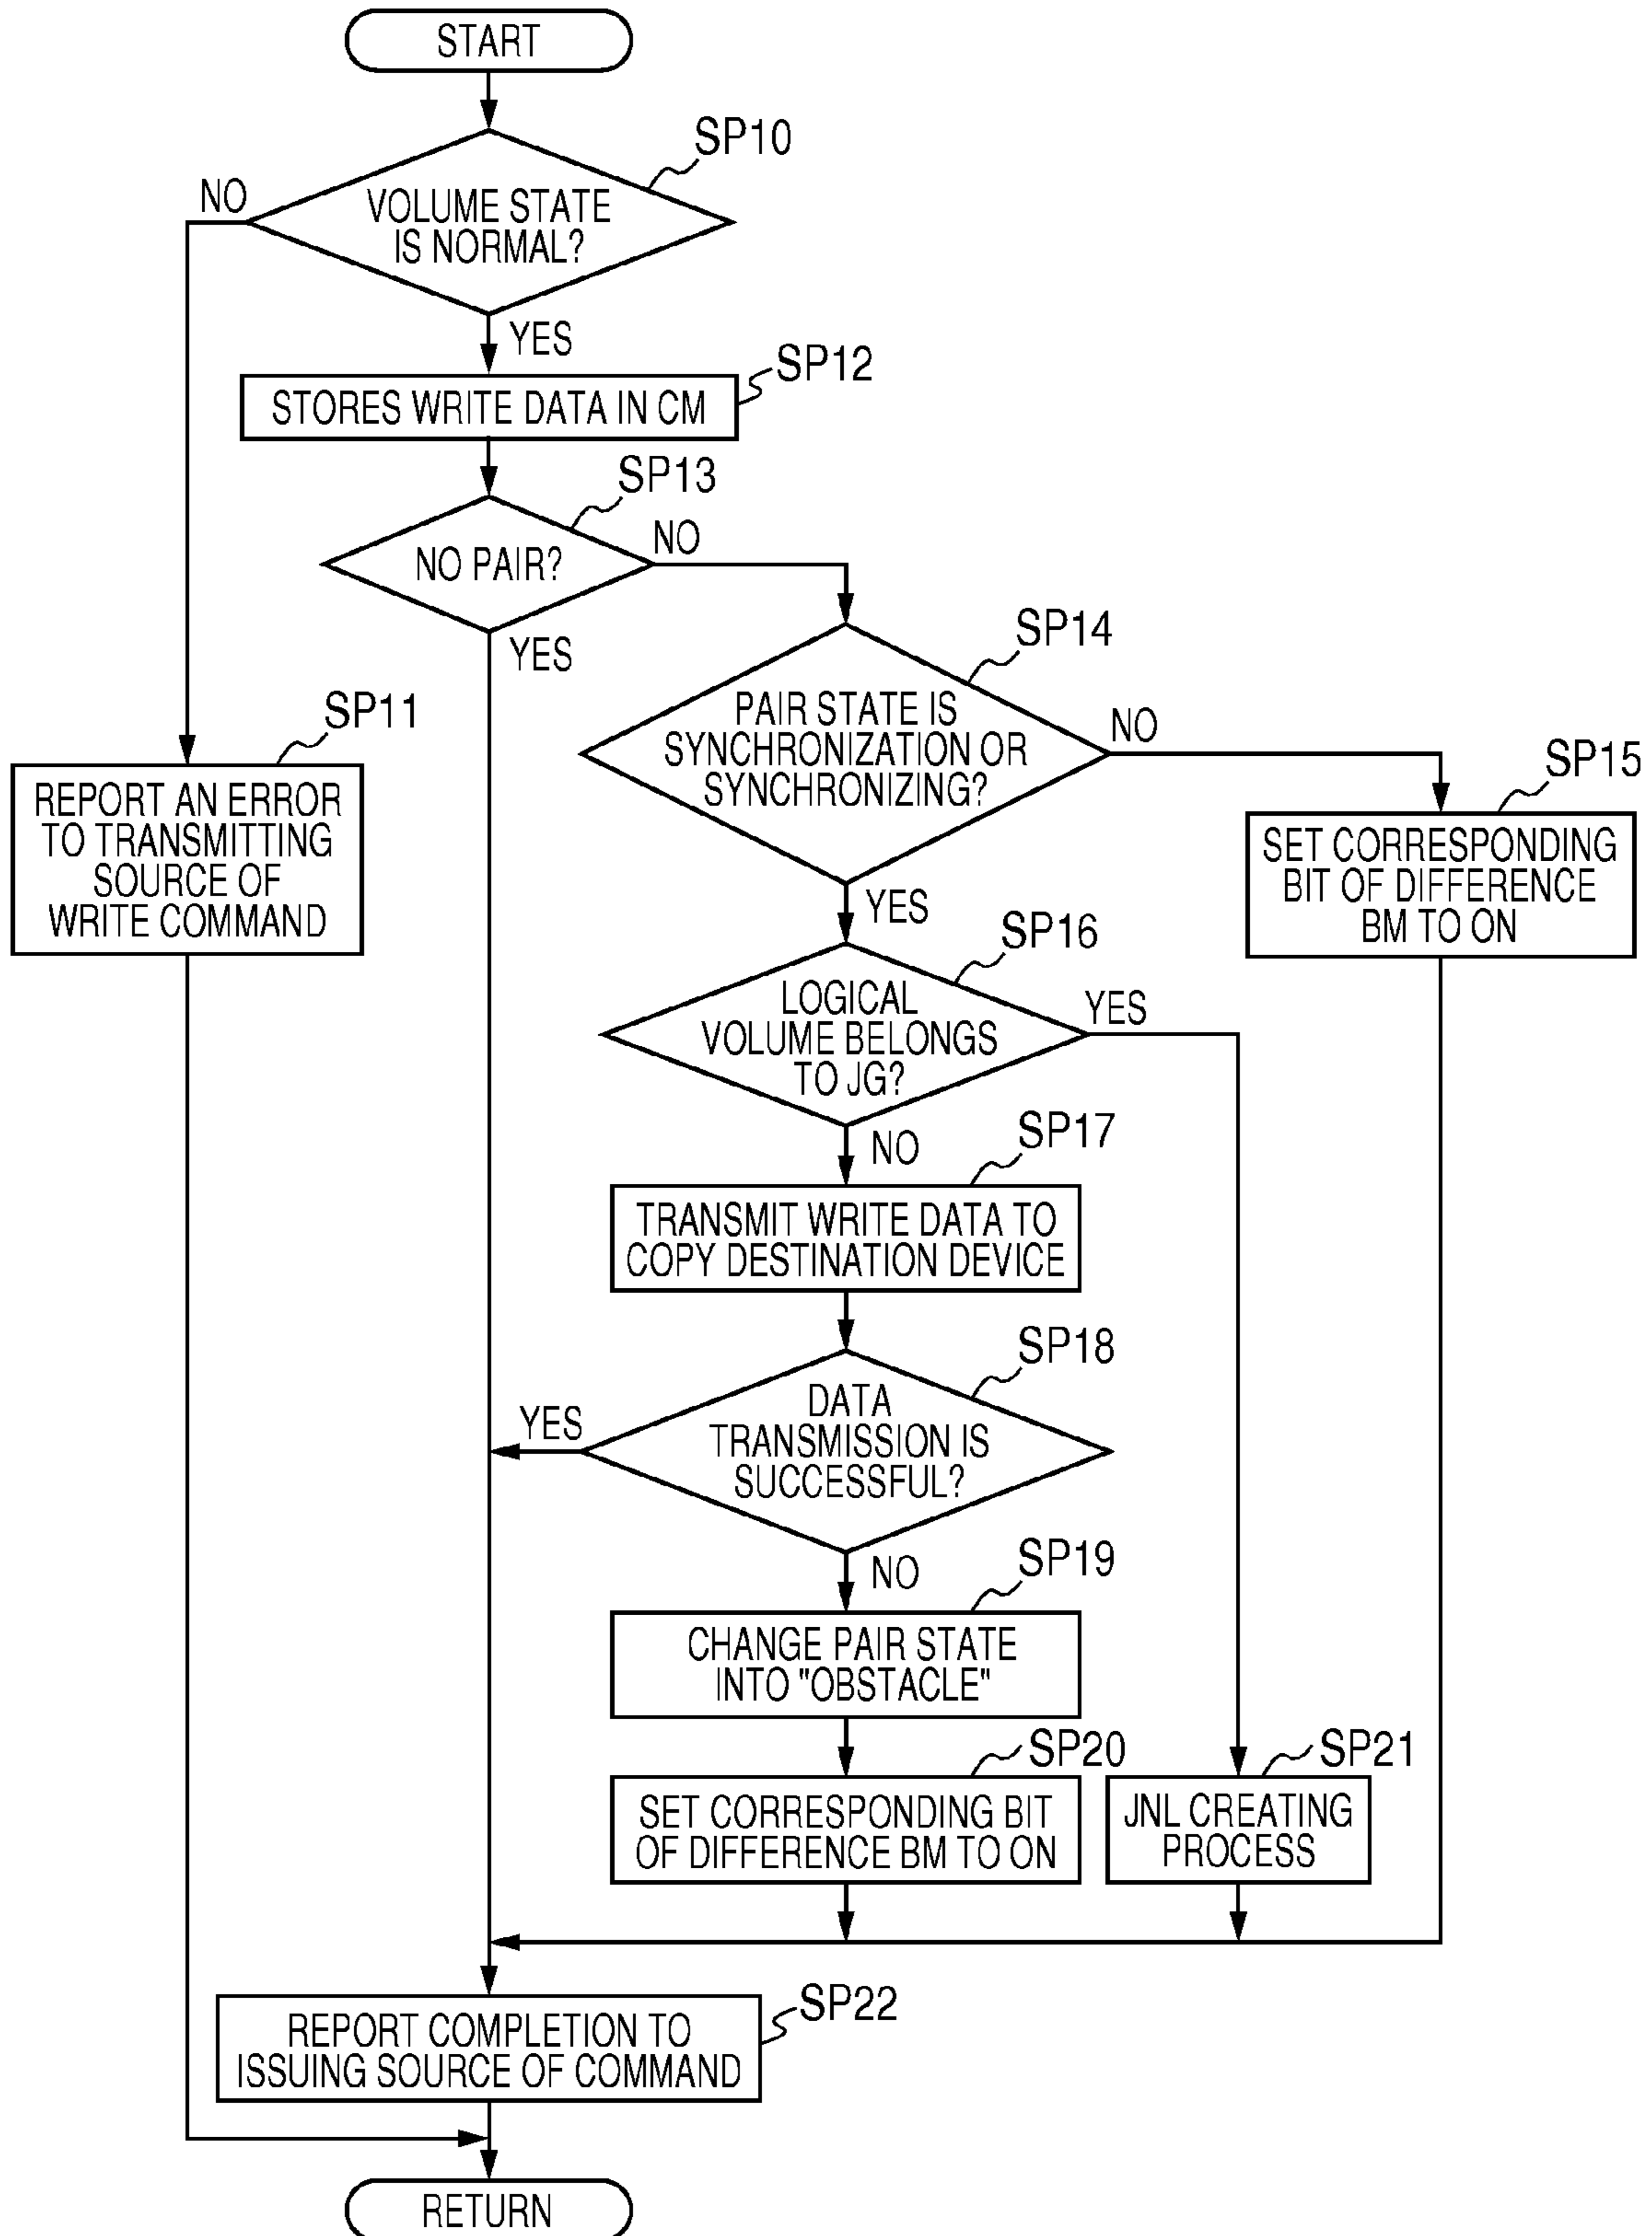 START
SP10
NO
VOLUME STATE
IS NORMAL?
YES
SP12
STORES WRITE DATA IN CM
SP13
NO
NO PAIR?
YES
SP14
PAIR STATE IS
SYNCHRONIZATION OR
SYNCHRONIZING?
NO
SP11
REPORT AN ERROR
TO TRANSMITTING
SOURCE OF
WRITE COMMAND
SP15
SET CORRESPONDING
BIT OF DIFFERENCE
BM TO ON
YES
SP16
LOGICAL
VOLUME BELONGS
TO JG?
YES
NO
SP17
TRANSMIT WRITE DATA TO
COPY DESTINATION DEVICE
SP18
DATA
TRANSMISSION IS
SUCCESSFUL?
YES
NO
SP19
CHANGE PAIR STATE
INTO "OBSTACLE"
SP20
SET CORRESPONDING BIT
OF DIFFERENCE BM TO ON
SP21
JNL CREATING
PROCESS
SP22
REPORT COMPLETION TO
ISSUING SOURCE OF COMMAND
RETURN